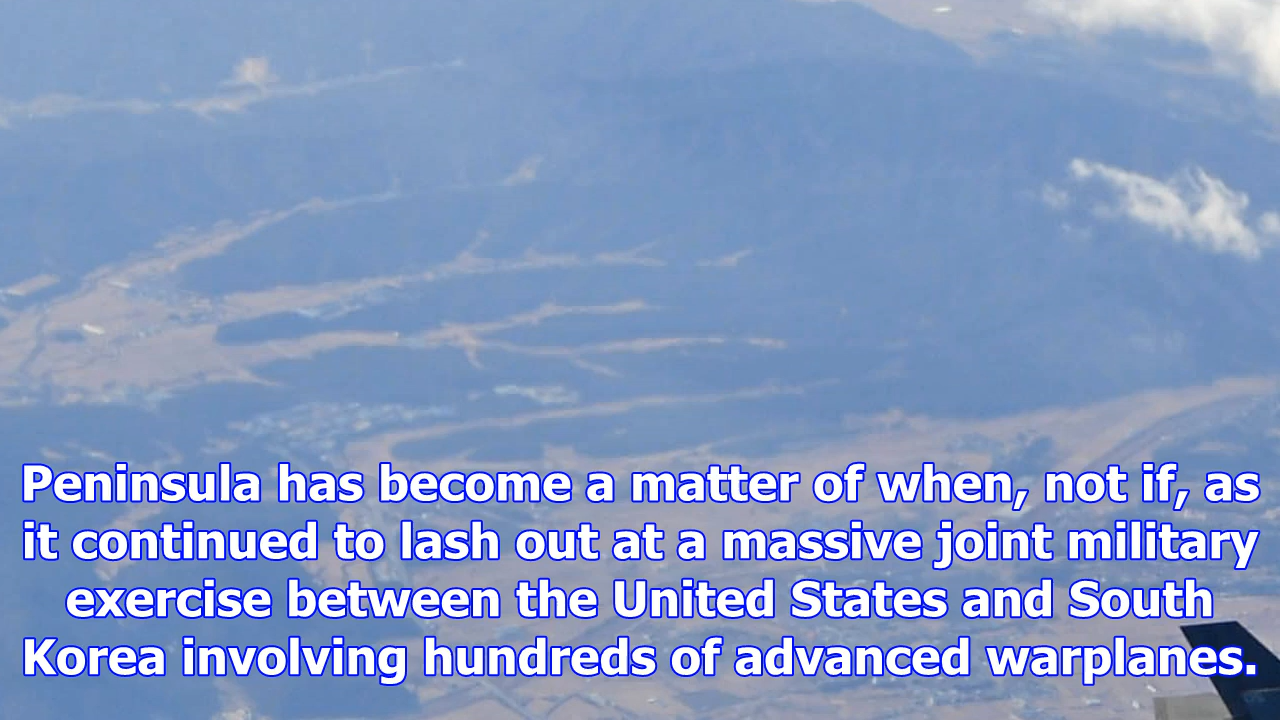 Peninsula has become a matter of when, not if, as
it continued to lash out at a massive joint military
exercise between the United States and South
Korea involving hundreds of advanced warplanes.